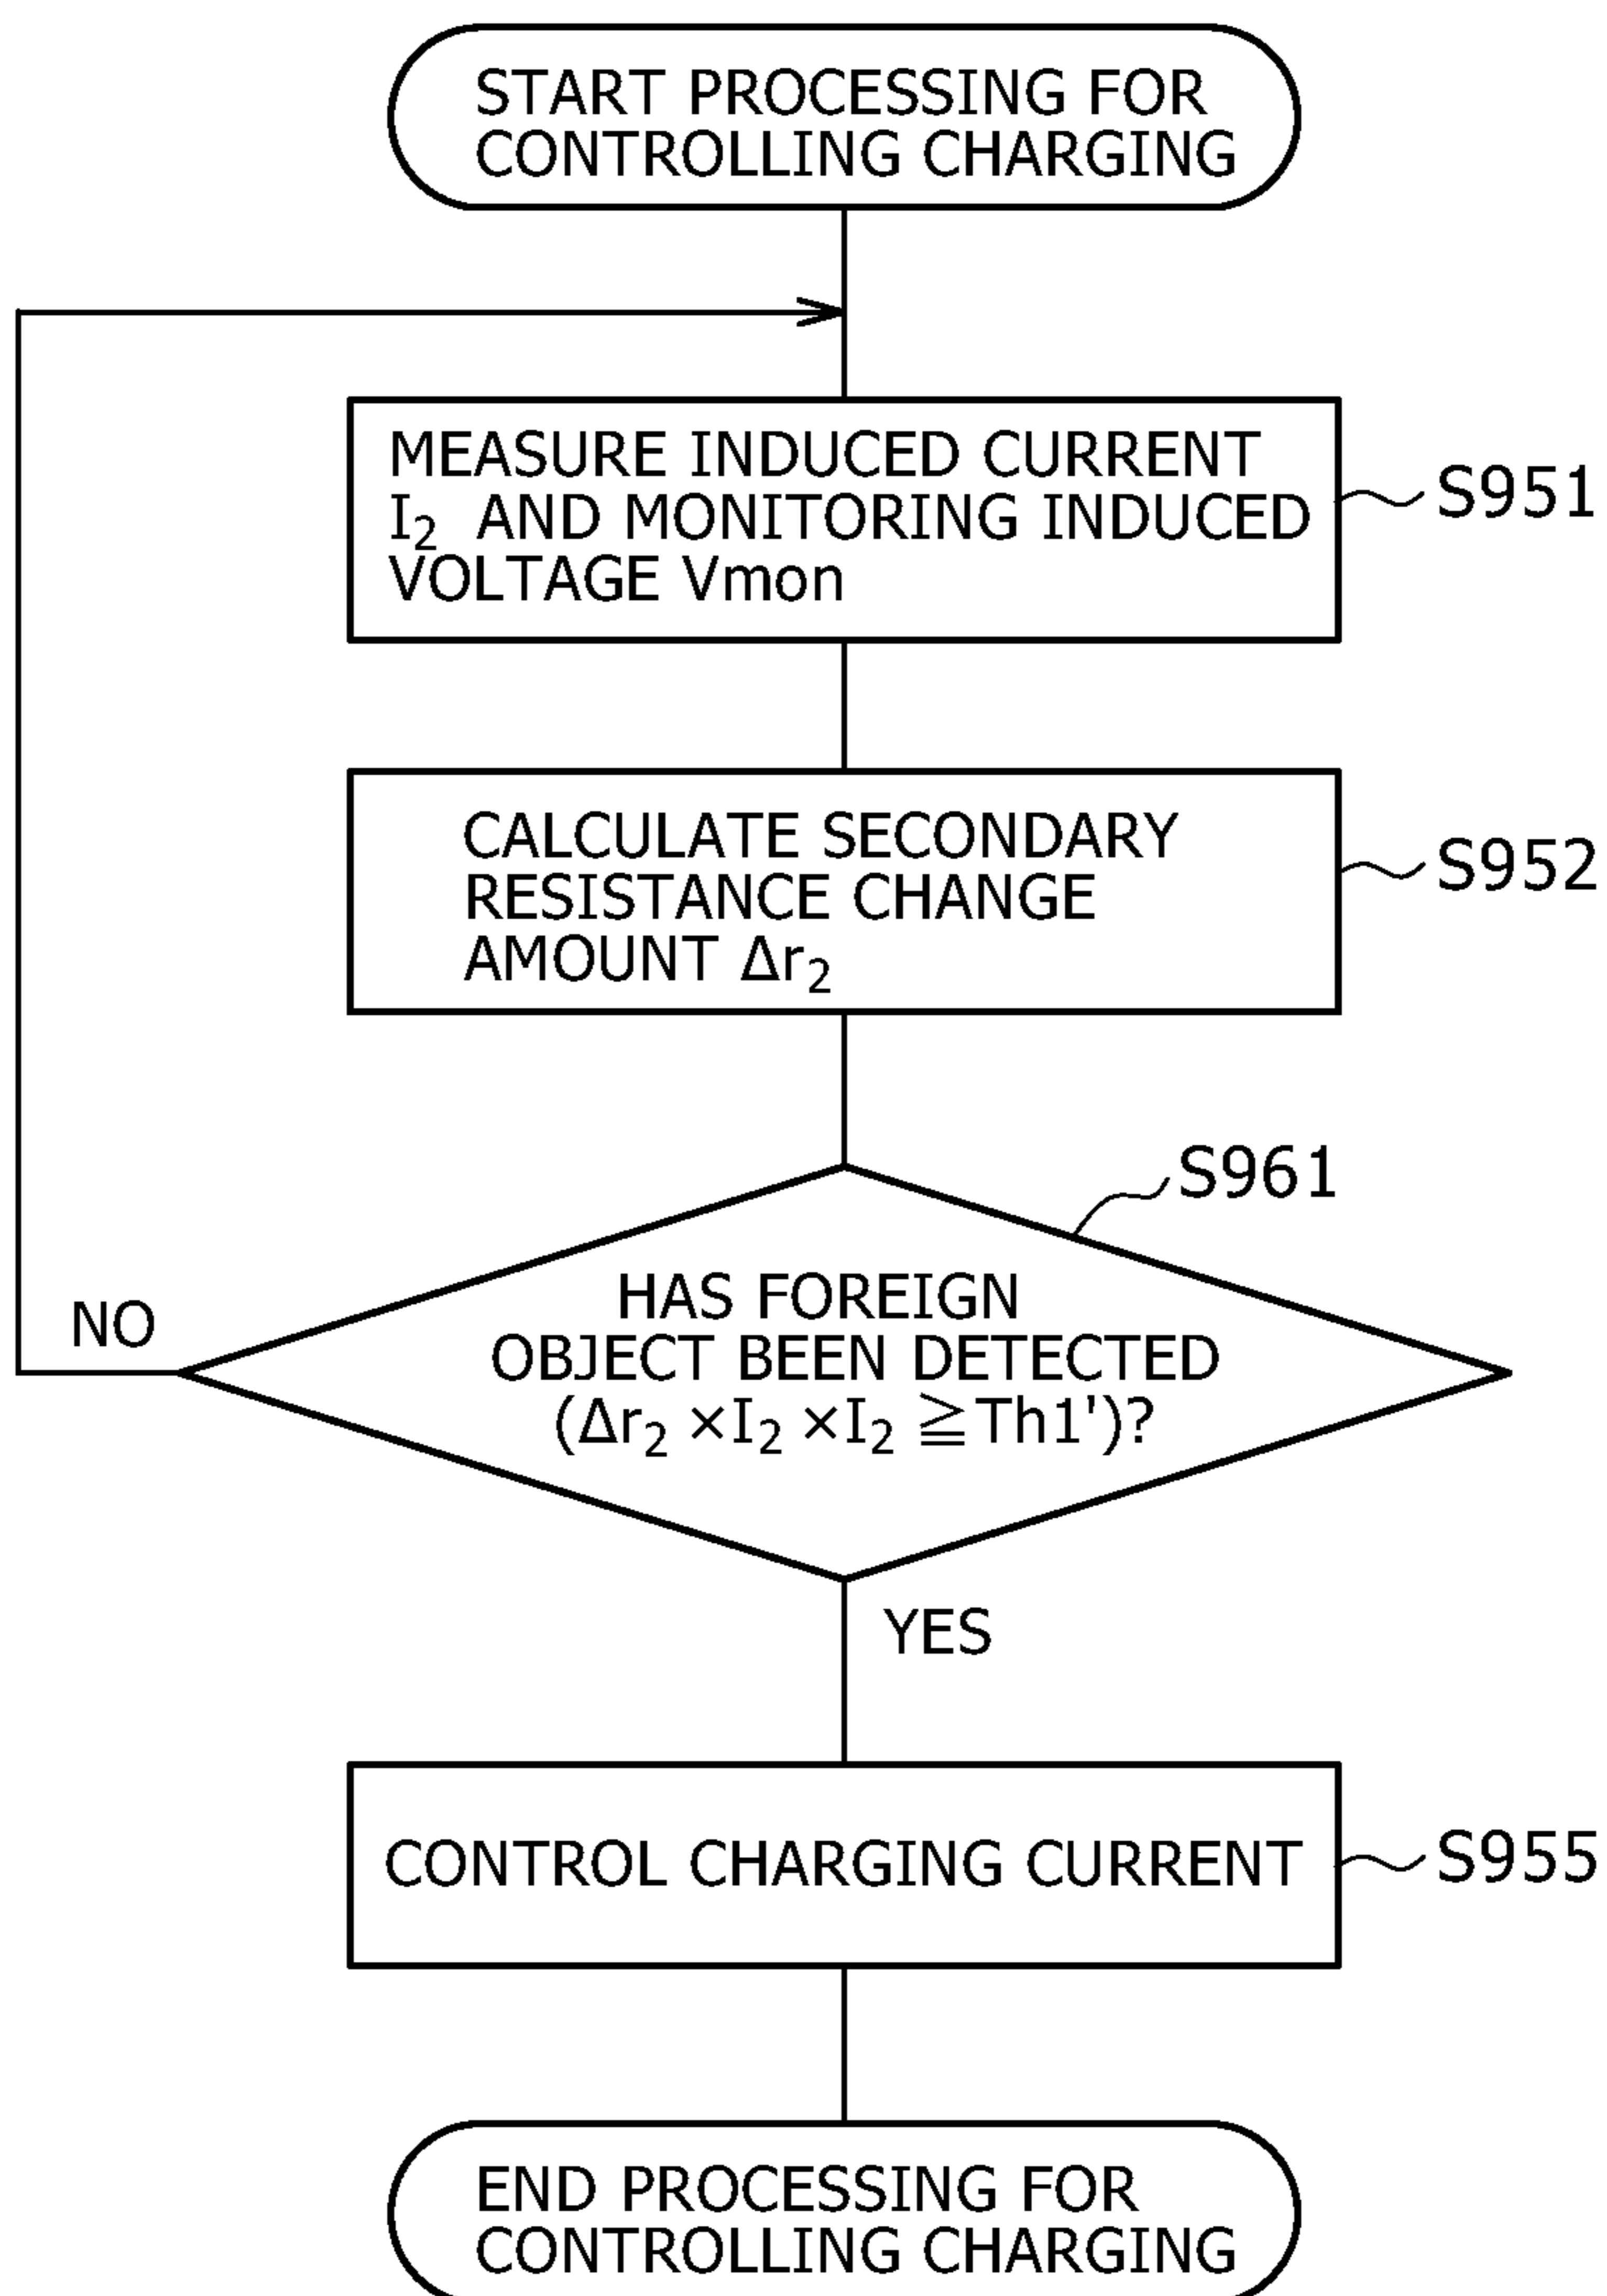 START PROCESSING FOR
CONTROLLING CHARGING
MEASURE INDUCED CURRENT
I₂ AND MONITORING INDUCED
VOLTAGE Vmon
S951
CALCULATE SECONDARY
RESISTANCE CHANGE
AMOUNT Δr₂
S952
S961
HAS FOREIGN
OBJECT BEEN DETECTED
(Δr₂ ×I₂ ×I₂ ≧Th1')?
NO
YES
CONTROL CHARGING CURRENT
S955
END PROCESSING FOR
CONTROLLING CHARGING